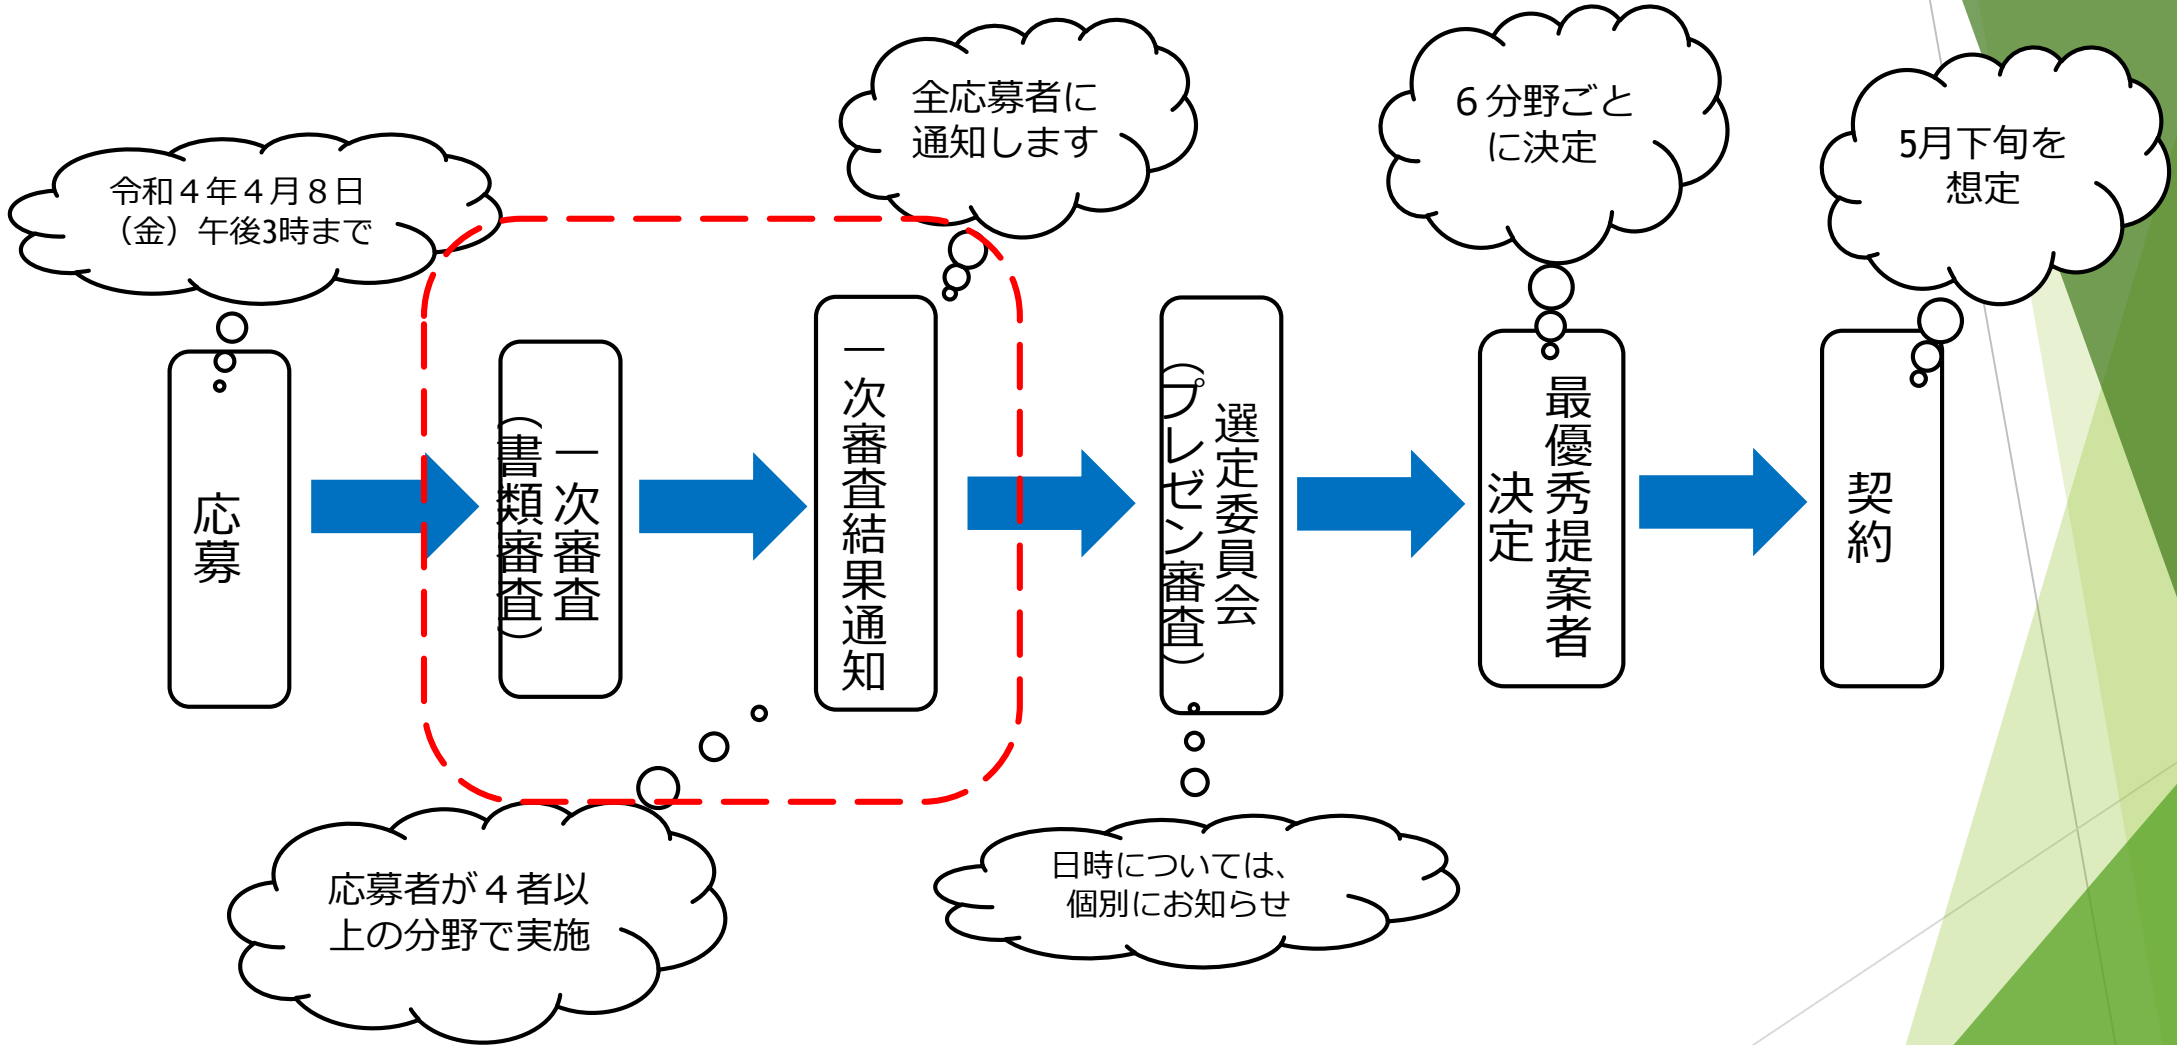 令和４年４月８日
（金）午後3時まで
応募
一次審査
（書類審査）
応募者が４者以
上の分野で実施
全応募者に
通知します
一次審査結果通知
選定委員会
（プレゼン審査）
日時については、
個別にお知らせ
６分野ごと
に決定
最優秀提案者
決定
5月下旬を
想定
契約